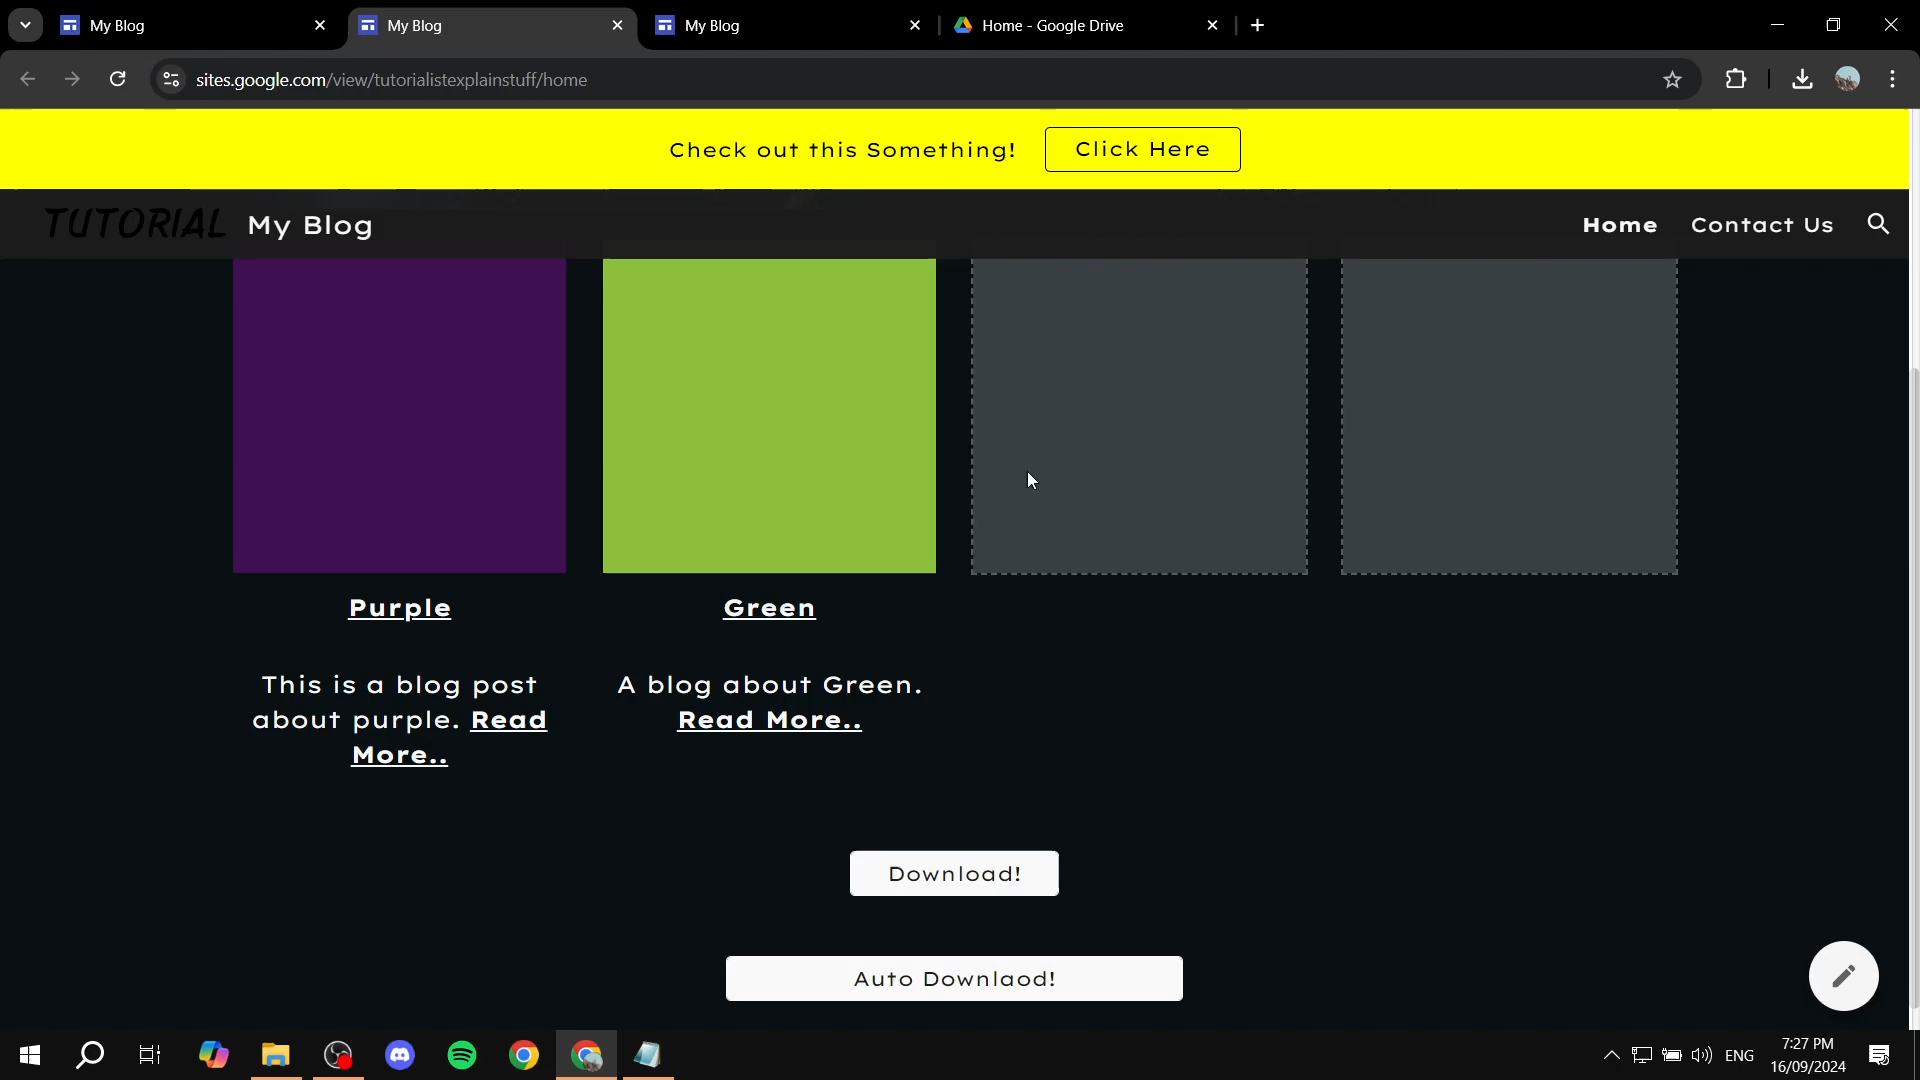 My Blog
My Blog
My Blog
Home - Google Drive
sites.google.com/view/tutorialistexplainstuff/home
Check out this Something!
Click Here
TUTORIAL
My Blog
Home
Contact Us
Purple
Green
This is a blog post
about purple. Read
More..
A blog about Green.
Read More..
Download!
Auto Downlaod!
ENG
7:27 PM
16/09/2024